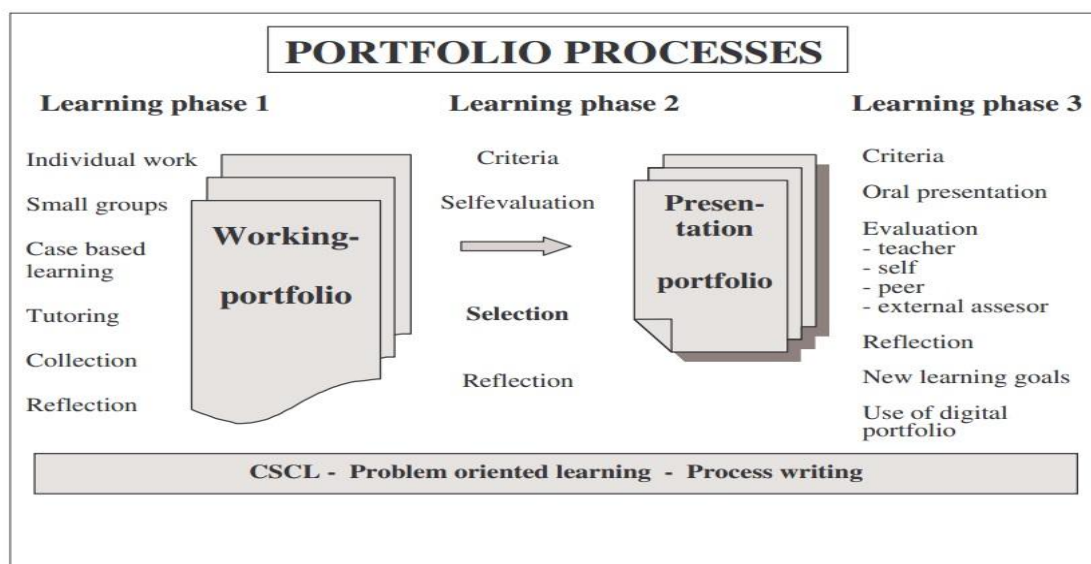 PORTFOLIO PROCESSES
Learning phase 1
Individual work
Small groups
Case based
learning
Tutoring
Collection
Reflection
Working-
portfolio
Learning phase 2
Criteria
Selfevaluation
Selection
Reflection
Presen-
tation
portfolio
Learning phase 3
Criteria
Oral presentation
Evaluation
- teacher
- self
- peer
- external assesor
Reflection
New learning goals
Use of digital
portfolio
CSCL - Problem oriented learning - Process writing